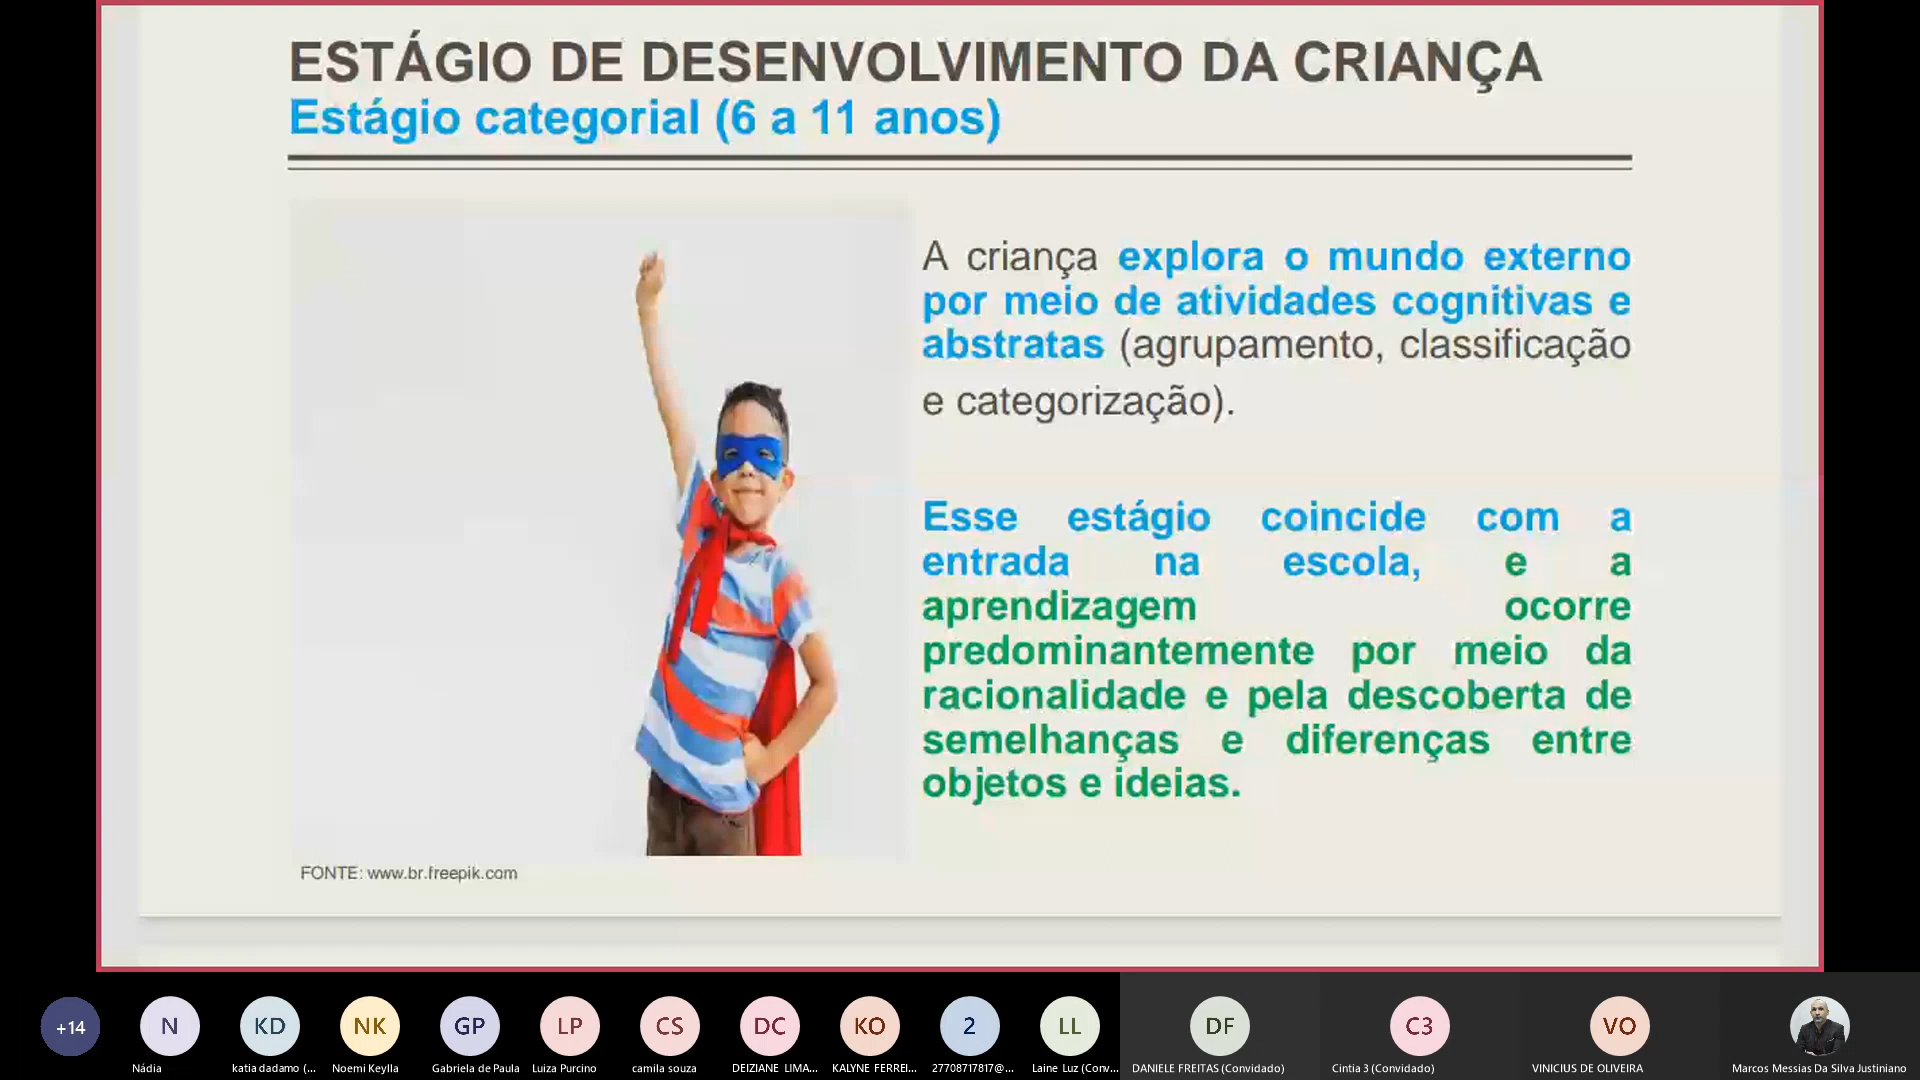 ESTÁGIO DE DESENVOLVIMENTO DA CRIANÇA
Estágio categorial (6 a 11 anos)
A criança explora o mundo externo
por meio de atividades cognitivas e
abstratas (agrupamento, classificação
e categorização).
Esse estágio coincide com a
entrada na escola, e a
aprendizagem ocorre
predominantemente por meio da
racionalidade e pela descoberta de
semelhanças e diferenças entre
objetos e ideias.
FONTE: www.br.freepik.com
+14
N
KD
NK
GP
LP
CS
DC
KO
2
LL
DF
C3
VO
Nádia
katia dadamo (...
Noemi Keylla
Gabriela de Paula
Luiza Purcino
camila souza
DEIZIANE LIMA...
KALYNE FERREI...
27708717817@...
Laine Luz (Conv...
DANIELE FREITAS (Convidado)
Cintia 3 (Convidado)
VINICIUS DE OLIVEIRA
Marcos Messias Da Silva Justiniano